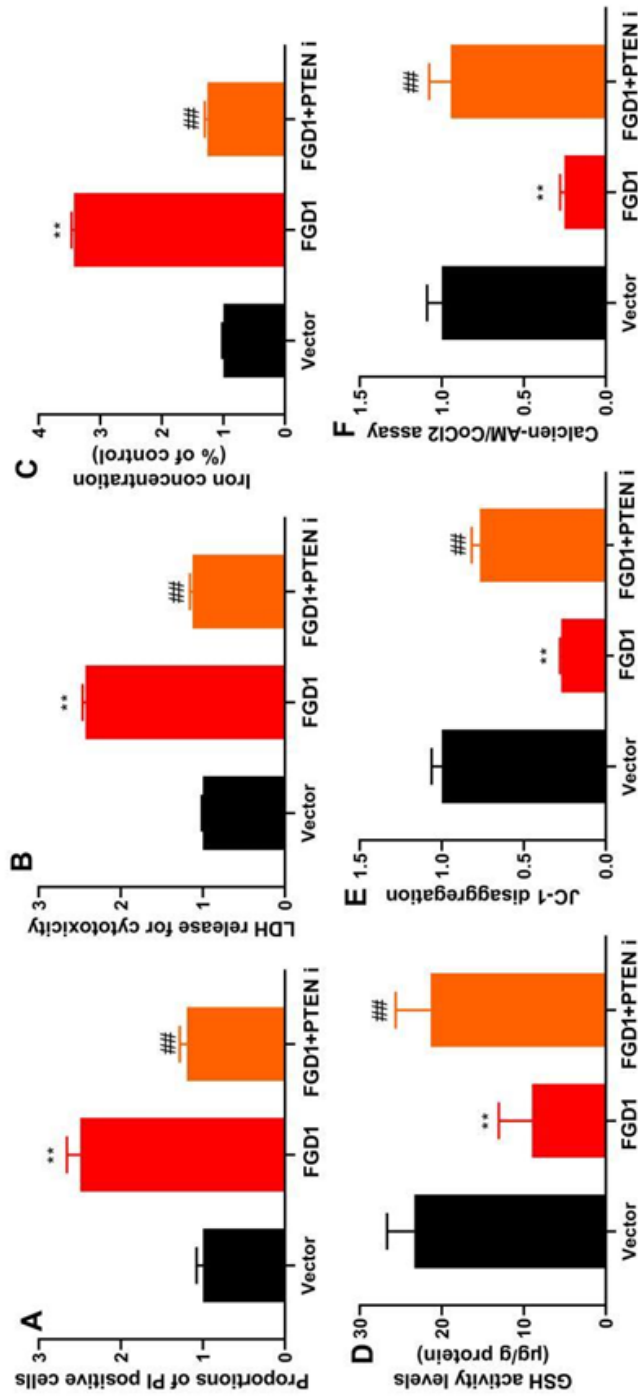 A
Proportions of PI positive cells
3
2
1
0
**
##
Vector
FGD1
FGD1+PTEN i
B
LDH release for cytotoxicity
3
2
1
0
**
##
Vector
FGD1
FGD1+PTEN i
C
Iron concentration
(% of control)
4
3
2
1
0
**
##
Vector
FGD1
FGD1+PTEN i
D
GSH activity levels
(μg/g protein)
30
20
10
0
**
##
Vector
FGD1
FGD1+PTEN i
E
JC-1 disaggregation
1.5
1.0
0.5
0.0
**
##
Vector
FGD1
FGD1+PTEN i
F
Calcien-AM/CoCl2 assay
1.5
1.0
0.5
0.0
**
##
Vector
FGD1
FGD1+PTEN i